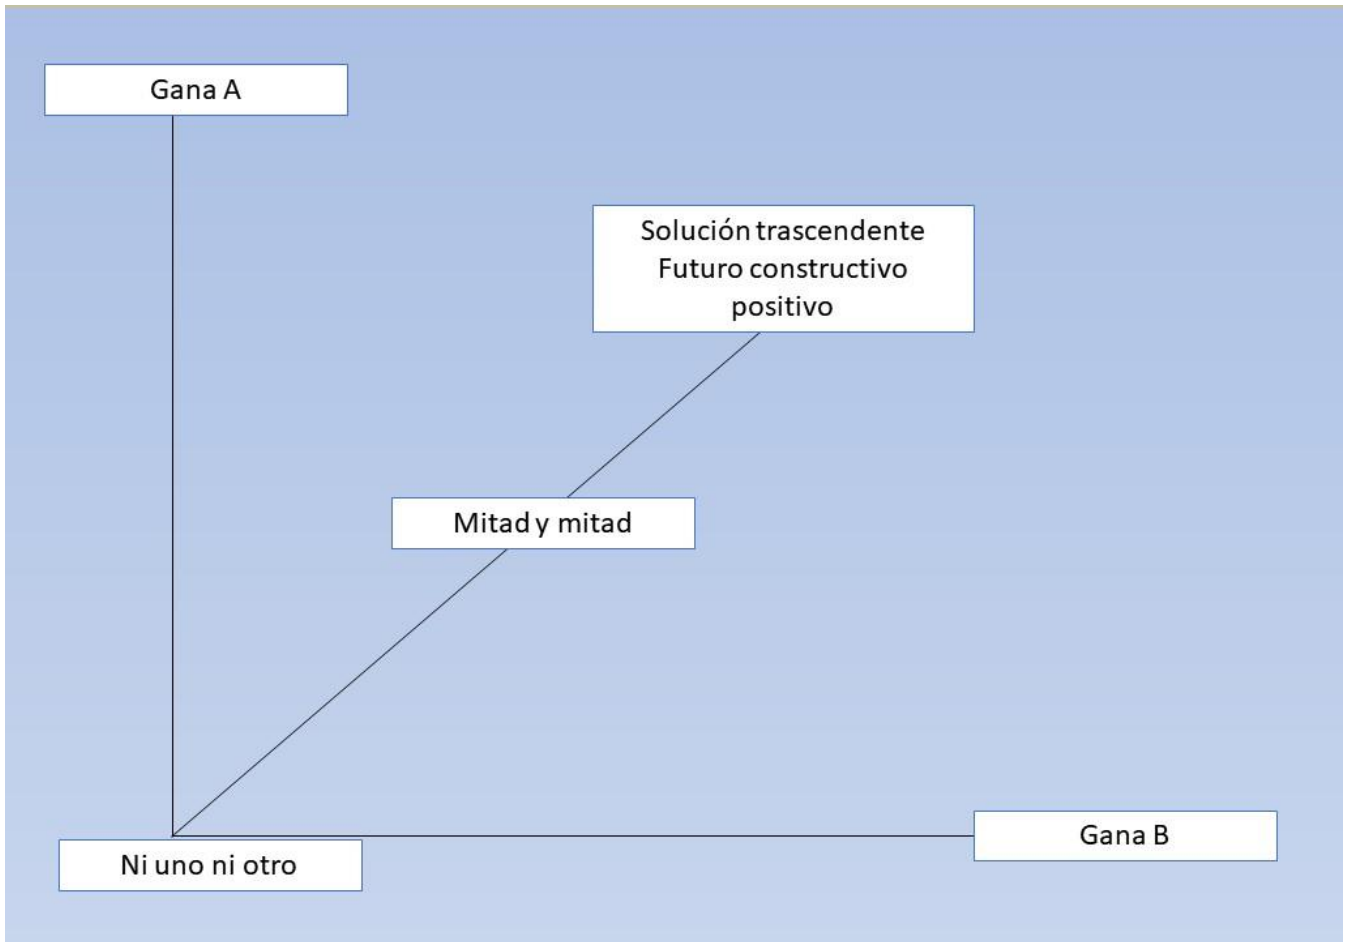 Gana A
Solución trascendente
Futuro constructivo
positivo
Mitad y mitad
Gana B
Ni uno ni otro